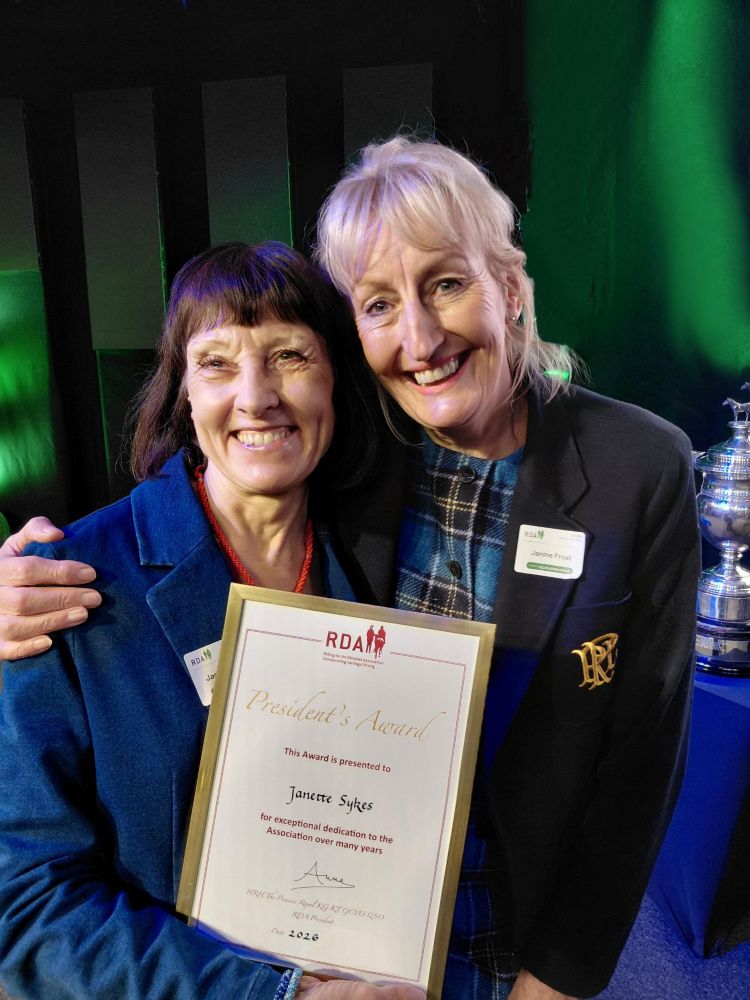 RDA
Janine Frost
RDA
Ja
RDA
Riding for the Disabled Association
Incorporating Carriage Driving
President's Award
This Award is presented to
Janette Sykes
for exceptional dedication to the
Association over many years
Anne
HRH The Princess Royal KG KT GCVO QSO
RDA President
Date: 2026